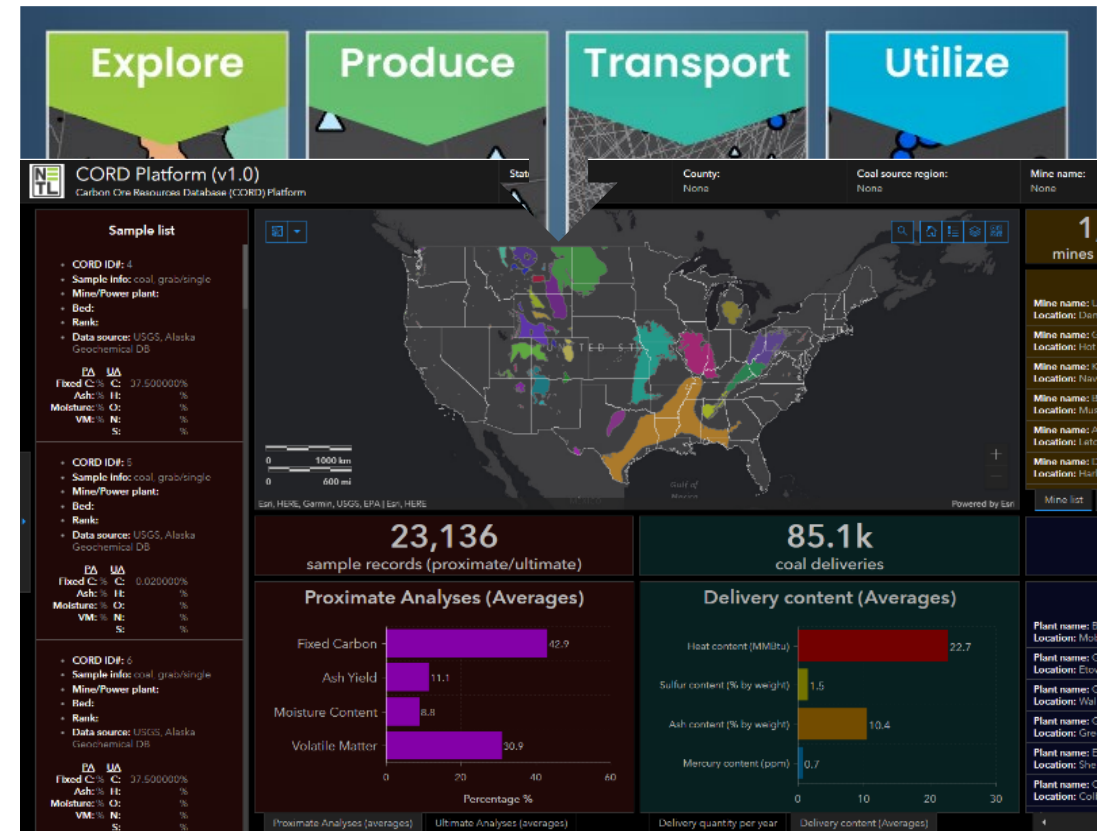 Explore
Produce
Transport
Utilize
NETL
CORD Platform (v1.0)
Carbon Ore Resources Database (CORD) Platform
County:
None
Coal source region:
None
Mine name:
None
Sample list
CORD ID#: 4
Sample info: coal, grab/single
Mine/Power plant:
Bed:
Rank:
Data source: USGS, Alaska
Geochemical DB
PA UA
Fixed C: % C: 37.500000%
Ash: % H: %
Moisture: % O: %
VM: % N: %
S: %
CORD ID#: 5
Sample info: coal, grab/single
Mine/Power plant:
Bed:
Rank:
Data source: USGS, Alaska
Geochemical DB
PA UA
Fixed C: % C: 0.020000%
Ash: % H: %
Moisture: % O: %
VM: % N: %
S: %
CORD ID#: 6
Sample info: coal, grab/single
Mine/Power plant:
Bed:
Rank:
Data source: USGS, Alaska
Geochemical DB
PA UA
Fixed C: % C: 37.500000%
Ash: % H: %
Moisture: % O: %
VM: % N: %
S: %
UNITED ST
Gulf of
Mexico
0 1000 km
0 600 mi
Esri, HERE, Garmin, USGS, EPA | Esri, HERE
Powered by Esri
23,136
sample records (proximate/ultimate)
85.1k
coal deliveries
Proximate Analyses (Averages)
Fixed Carbon 42.9
Ash Yield 11.1
Moisture Content 8.8
Volatile Matter 30.9
0 20 40 60
Percentage %
Proximate Analyses (averages)
Ultimate Analyses (averages)
Delivery content (Averages)
Heat content (MMBtu) 22.7
Sulfur content (% by weight) 1.5
Ash content (% by weight) 10.4
Mercury content (ppm) 0.7
0 10 20 30
Delivery quantity per year
Delivery content (Averages)
mines
Mine name:
Location:
Mine name:
Location: Hot
Mine name:
Location:
Mine name:
Location:
Mine name:
Location:
Mine name:
Location:
Mine list
Plant name:
Location:
Plant name:
Location:
Plant name:
Location:
Plant name:
Location:
Plant name:
Location:
Plant name:
Location: